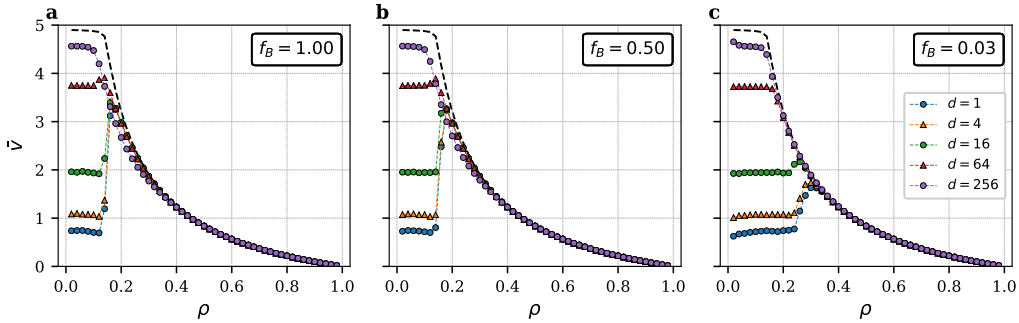 a
b
c
f_B = 1.00
f_B = 0.50
f_B = 0.03
5
4
3
2
1
0
v̄
d = 1
d = 4
d = 16
d = 64
d = 256
0.0 0.2 0.4 0.6 0.8 1.0
0.0 0.2 0.4 0.6 0.8 1.0
0.0 0.2 0.4 0.6 0.8 1.0
ρ
ρ
ρ